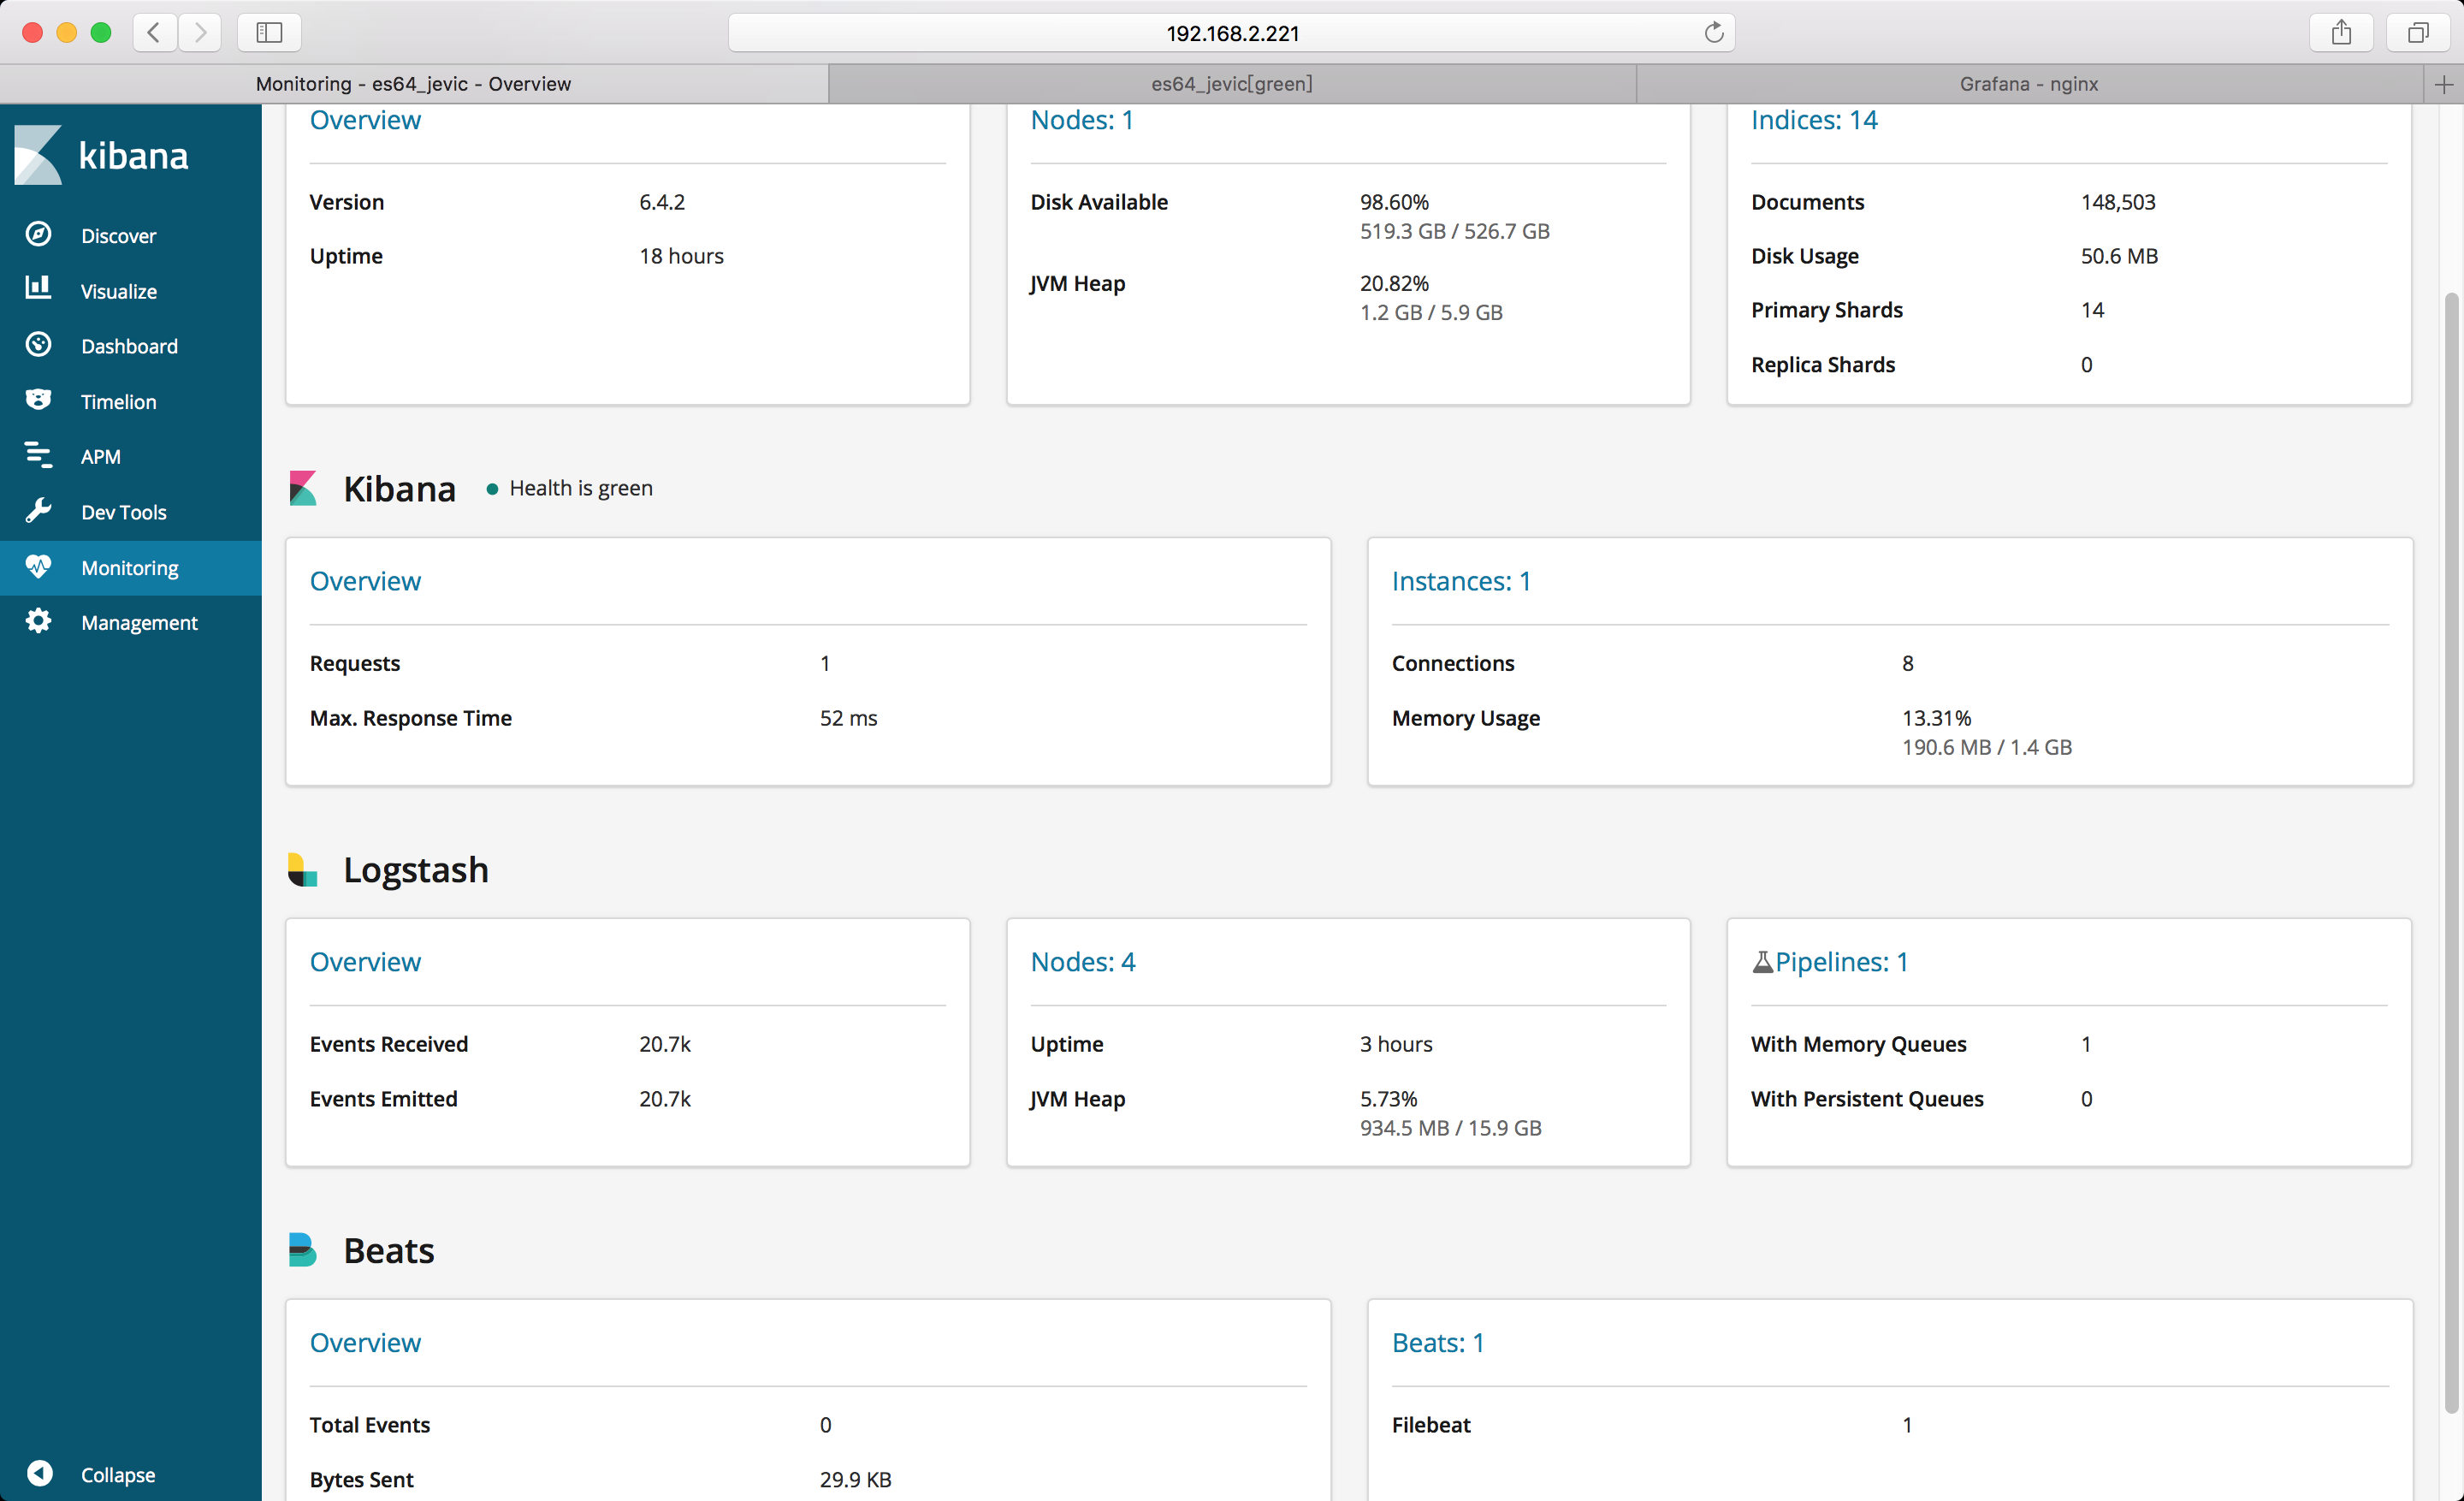 192.168.2.221
Monitoring - es64_jevic - Overview
es64_jevic[green]
Grafana - nginx
kibana
Discover
Visualize
Dashboard
Timelion
APM
Dev Tools
Monitoring
Management
Collapse
Overview
Version 6.4.2
Uptime 18 hours
Nodes: 1
Disk Available 98.60%
519.3 GB / 526.7 GB
JVM Heap 20.82%
1.2 GB / 5.9 GB
Indices: 14
Documents 148,503
Disk Usage 50.6 MB
Primary Shards 14
Replica Shards 0
Kibana Health is green
Overview
Requests 1
Max. Response Time 52 ms
Instances: 1
Connections 8
Memory Usage 13.31%
190.6 MB / 1.4 GB
Logstash
Overview
Events Received 20.7k
Events Emitted 20.7k
Nodes: 4
Uptime 3 hours
JVM Heap 5.73%
934.5 MB / 15.9 GB
Pipelines: 1
With Memory Queues 1
With Persistent Queues 0
Beats
Overview
Total Events 0
Bytes Sent 29.9 KB
Beats: 1
Filebeat 1